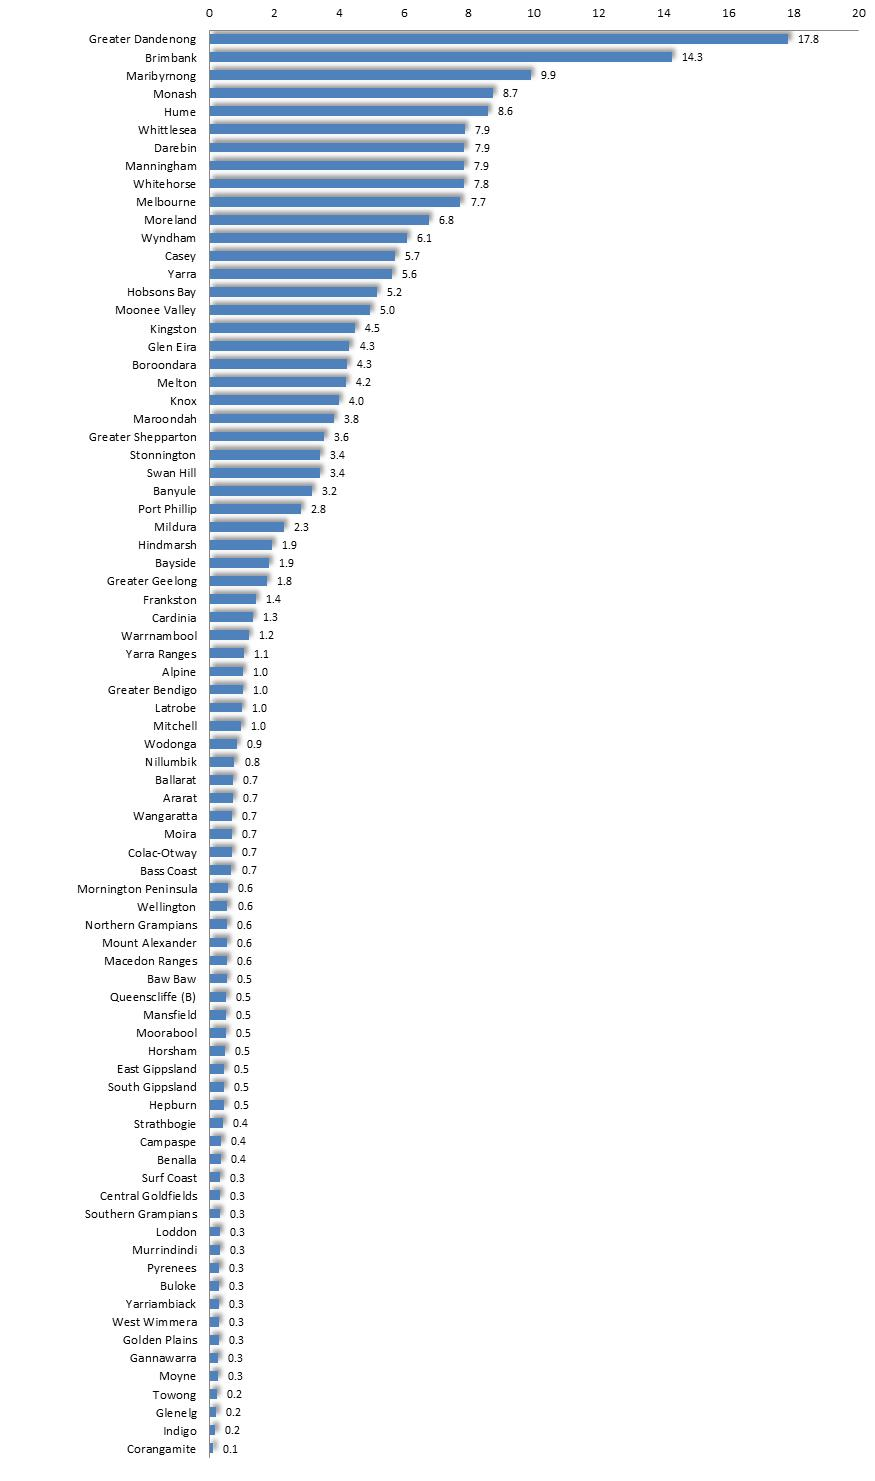 0 2 4 6 8 10 12 14 16 18 20
Greater Dandenong 17.8
Brimbank 14.3
Maribyrnong 9.9
Monash 8.7
Hume 8.6
Whittlesea 7.9
Darebin 7.9
Manningham 7.9
Whitehorse 7.8
Melbourne 7.7
Moreland 6.8
Wyndham 6.1
Casey 5.7
Yarra 5.6
Hobsons Bay 5.2
Moonee Valley 5.0
Kingston 4.5
Glen Eira 4.3
Boroondara 4.3
Melton 4.2
Knox 4.0
Maroondah 3.8
Greater Shepparton 3.6
Stonnington 3.4
Swan Hill 3.4
Banyule 3.2
Port Phillip 2.8
Mildura 2.3
Hindmarsh 1.9
Bayside 1.9
Greater Geelong 1.8
Frankston 1.4
Cardinia 1.3
Warrnambool 1.2
Yarra Ranges 1.1
Alpine 1.0
Greater Bendigo 1.0
Latrobe 1.0
Mitchell 1.0
Wodonga 0.9
Nillumbik 0.8
Ballarat 0.7
Ararat 0.7
Wangaratta 0.7
Moira 0.7
Colac-Otway 0.7
Bass Coast 0.7
Mornington Peninsula 0.6
Wellington 0.6
Northern Grampians 0.6
Mount Alexander 0.6
Macedon Ranges 0.6
Baw Baw 0.5
Queenscliffe (B) 0.5
Mansfield 0.5
Moorabool 0.5
Horsham 0.5
East Gippsland 0.5
South Gippsland 0.5
Hepburn 0.5
Strathbogie 0.4
Campaspe 0.4
Benalla 0.4
Surf Coast 0.3
Central Goldfields 0.3
Southern Grampians 0.3
Loddon 0.3
Murrindindi 0.3
Pyrenees 0.3
Buloke 0.3
Yarriambiack 0.3
West Wimmera 0.3
Golden Plains 0.3
Gannawarra 0.3
Moyne 0.3
Towong 0.2
Glenelg 0.2
Indigo 0.2
Corangamite 0.1